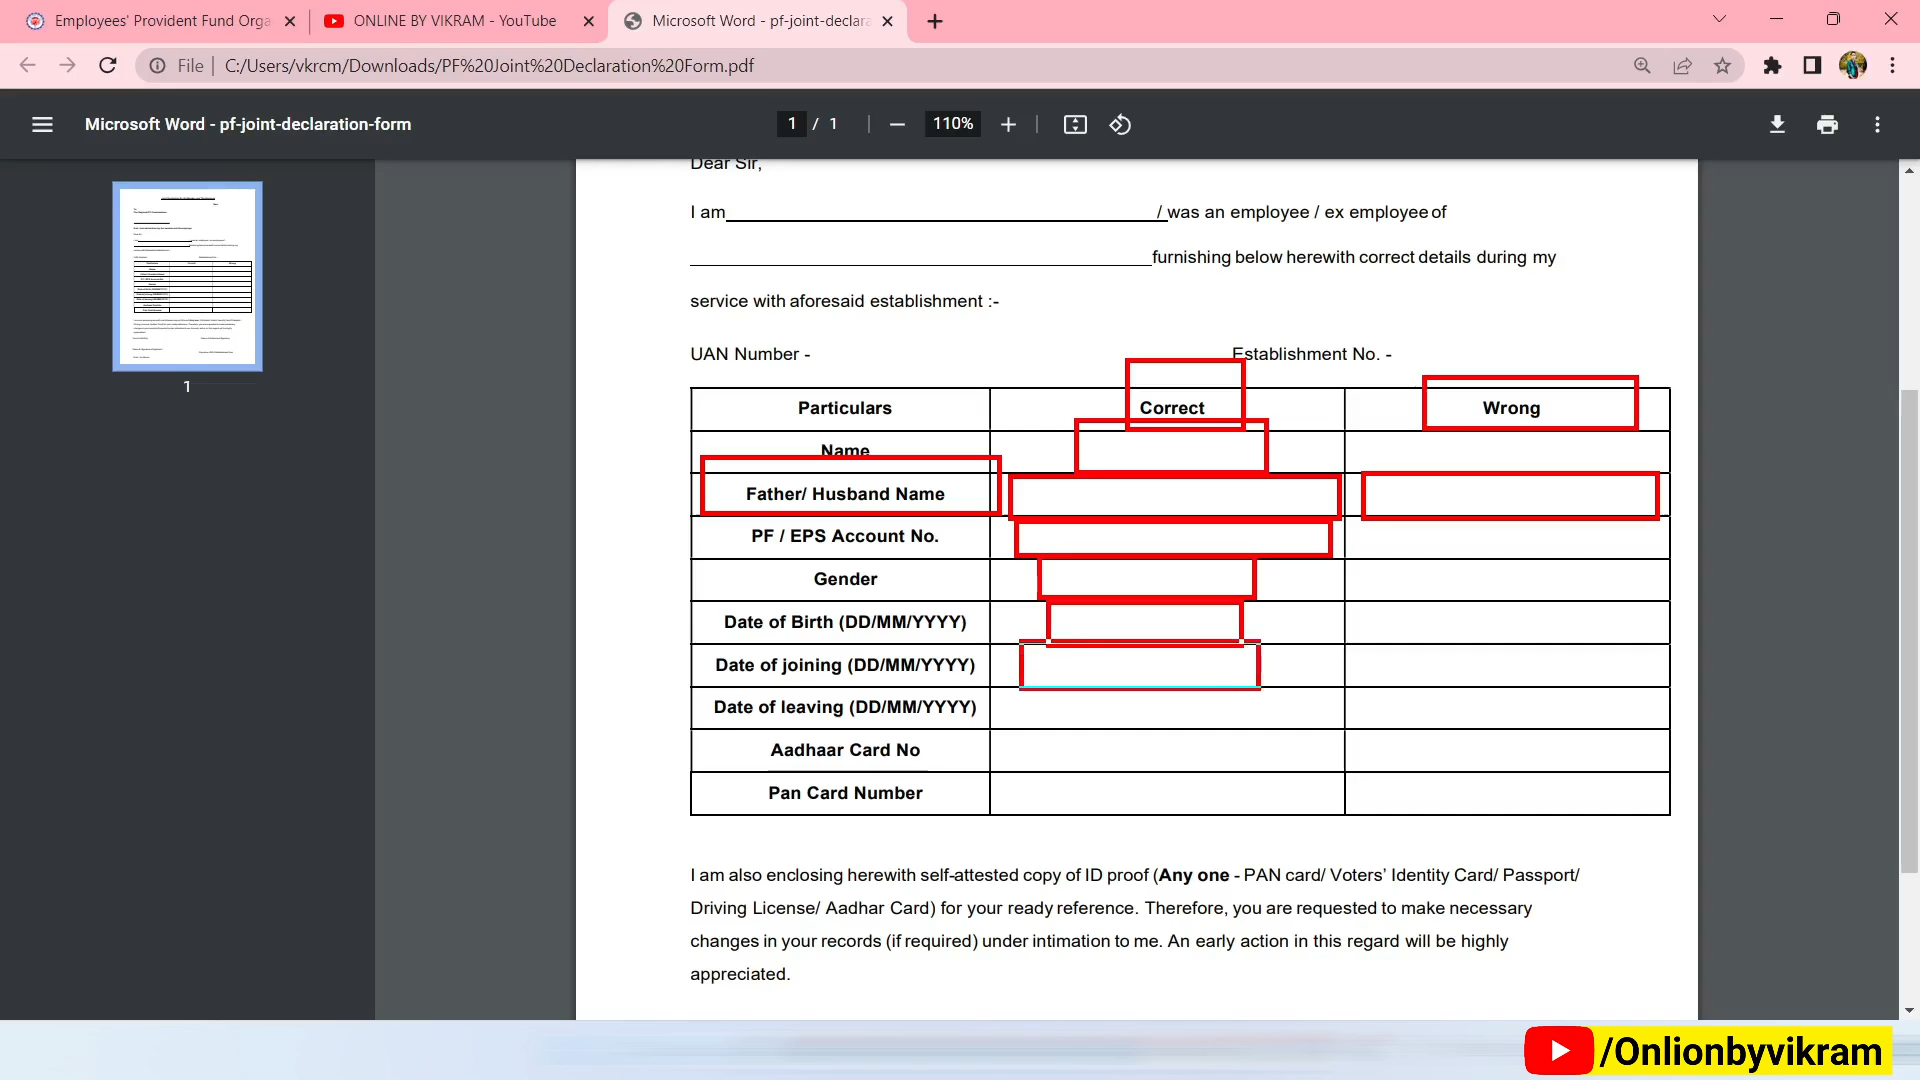 Employees' Provident Fund Orga
ONLINE BY VIKRAM - YouTube
Microsoft Word - pf-joint-declara
File
C:/Users/vkrcm/Downloads/PF%20Joint%20Declaration%20Form.pdf
Microsoft Word - pf-joint-declaration-form
1 / 1
110%
Dear Sir,
I am / was an employee / ex employee of
furnishing below herewith correct details during my
service with aforesaid establishment :-
UAN Number - Establishment No. -
Particulars Correct Wrong
Name
Father/ Husband Name
PF / EPS Account No.
Gender
Date of Birth (DD/MM/YYYY)
Date of joining (DD/MM/YYYY)
Date of leaving (DD/MM/YYYY)
Aadhaar Card No
Pan Card Number
I am also enclosing herewith self-attested copy of ID proof (Any one - PAN card/ Voters' Identity Card/ Passport/
Driving License/ Aadhar Card) for your ready reference. Therefore, you are requested to make necessary
changes in your records (if required) under intimation to me. An early action in this regard will be highly
appreciated.
1
/Onlionbyvikram